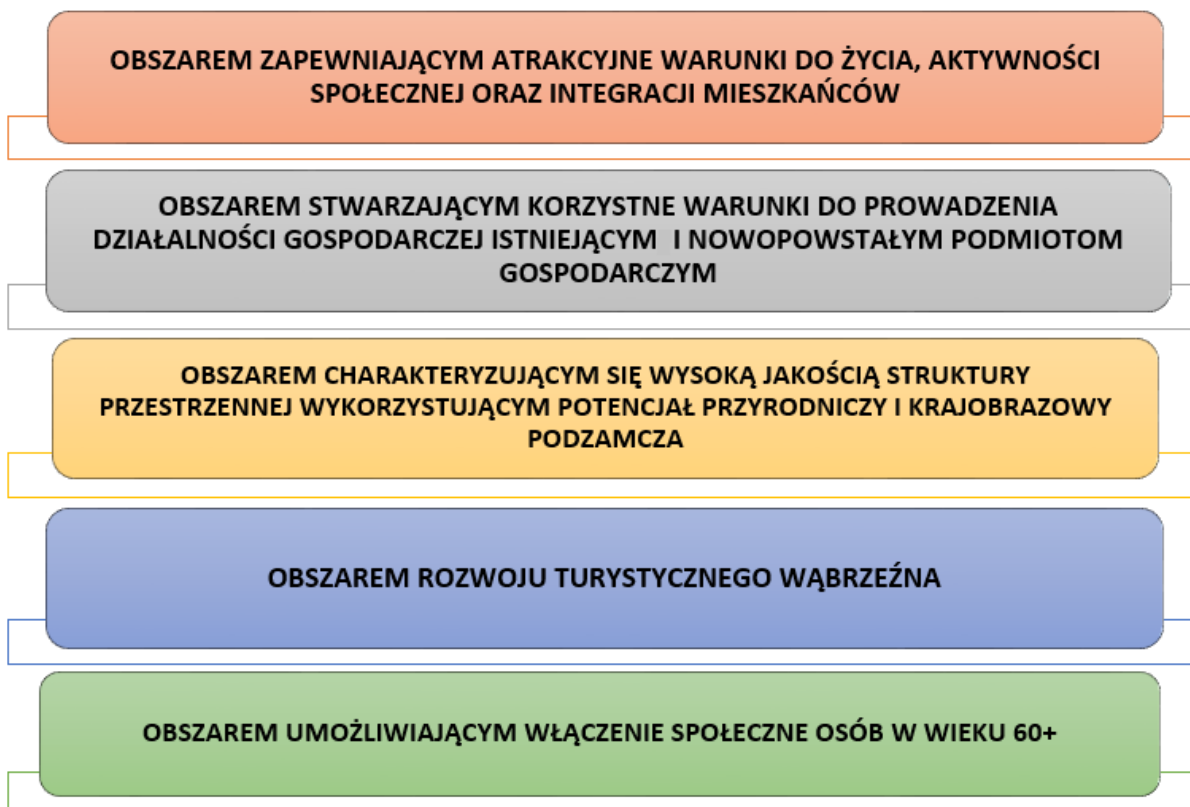 OBSZAREM ZAPEWNIAJĄCYM ATRAKCYJNE WARUNKI DO ŻYCIA, AKTYWNOŚCI
SPOŁECZNEJ ORAZ INTEGRACJI MIESZKAŃCÓW
OBSZAREM STWARZAJĄCYM KORZYSTNE WARUNKI DO PROWADZENIA
DZIAŁALNOŚCI GOSPODARCZEJ ISTNIEJĄCYM I NOWOPOWSTAŁYM PODMIOTOM
GOSPODARCZYM
OBSZAREM CHARAKTERYZUJĄCYM SIĘ WYSOKĄ JAKOŚCIĄ STRUKTURY
PRZESTRZENNEJ WYKORZYSTUJĄCYM POTENCJAŁ PRZYRODNICZY I KRAJOBRAZOWY
PODZAMCZA
OBSZAREM ROZWOJU TURYSTYCZNEGO WĄBRZEŹNA
OBSZAREM UMOŻLIWIAJĄCYM WŁĄCZENIE SPOŁECZNE OSÓB W WIEKU 60+